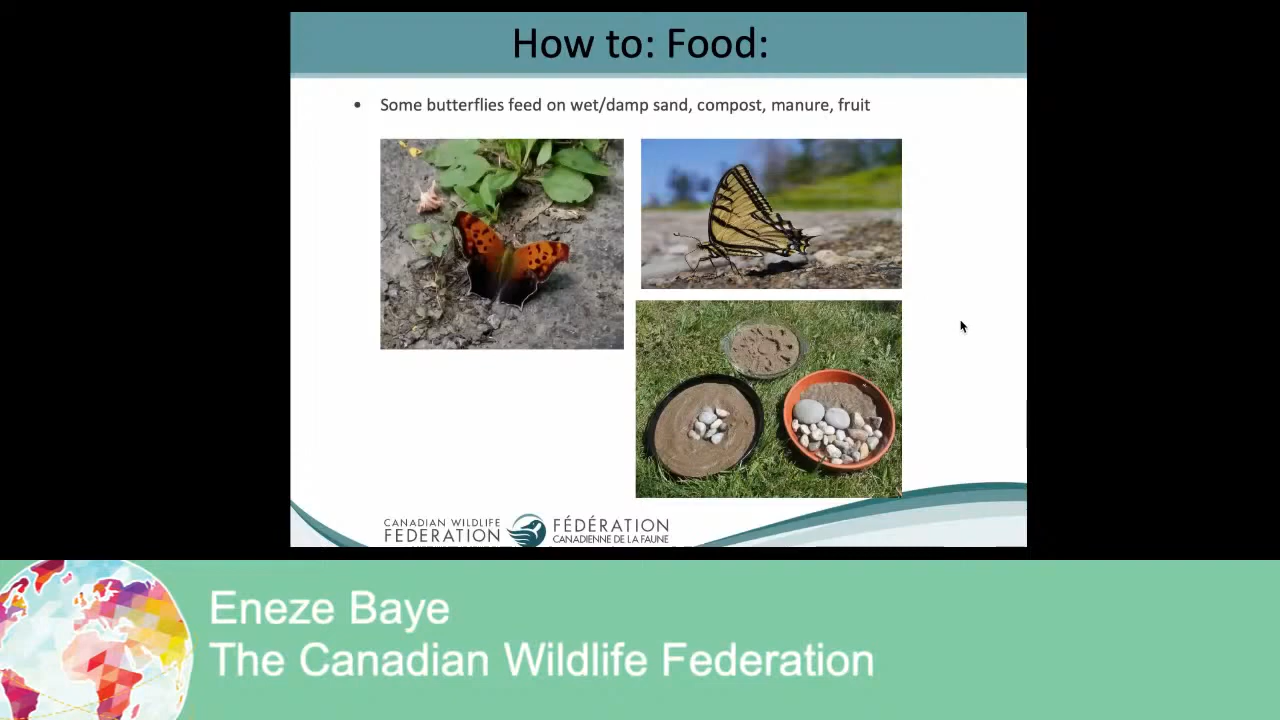 How to: Food:
• Some butterflies feed on wet/damp sand, compost, manure, fruit
CANADIAN WILDLIFE
FEDERATION
FÉDÉRATION
CANADIENNE DE LA FAUNE
Eneze Baye
The Canadian Wildlife Federation